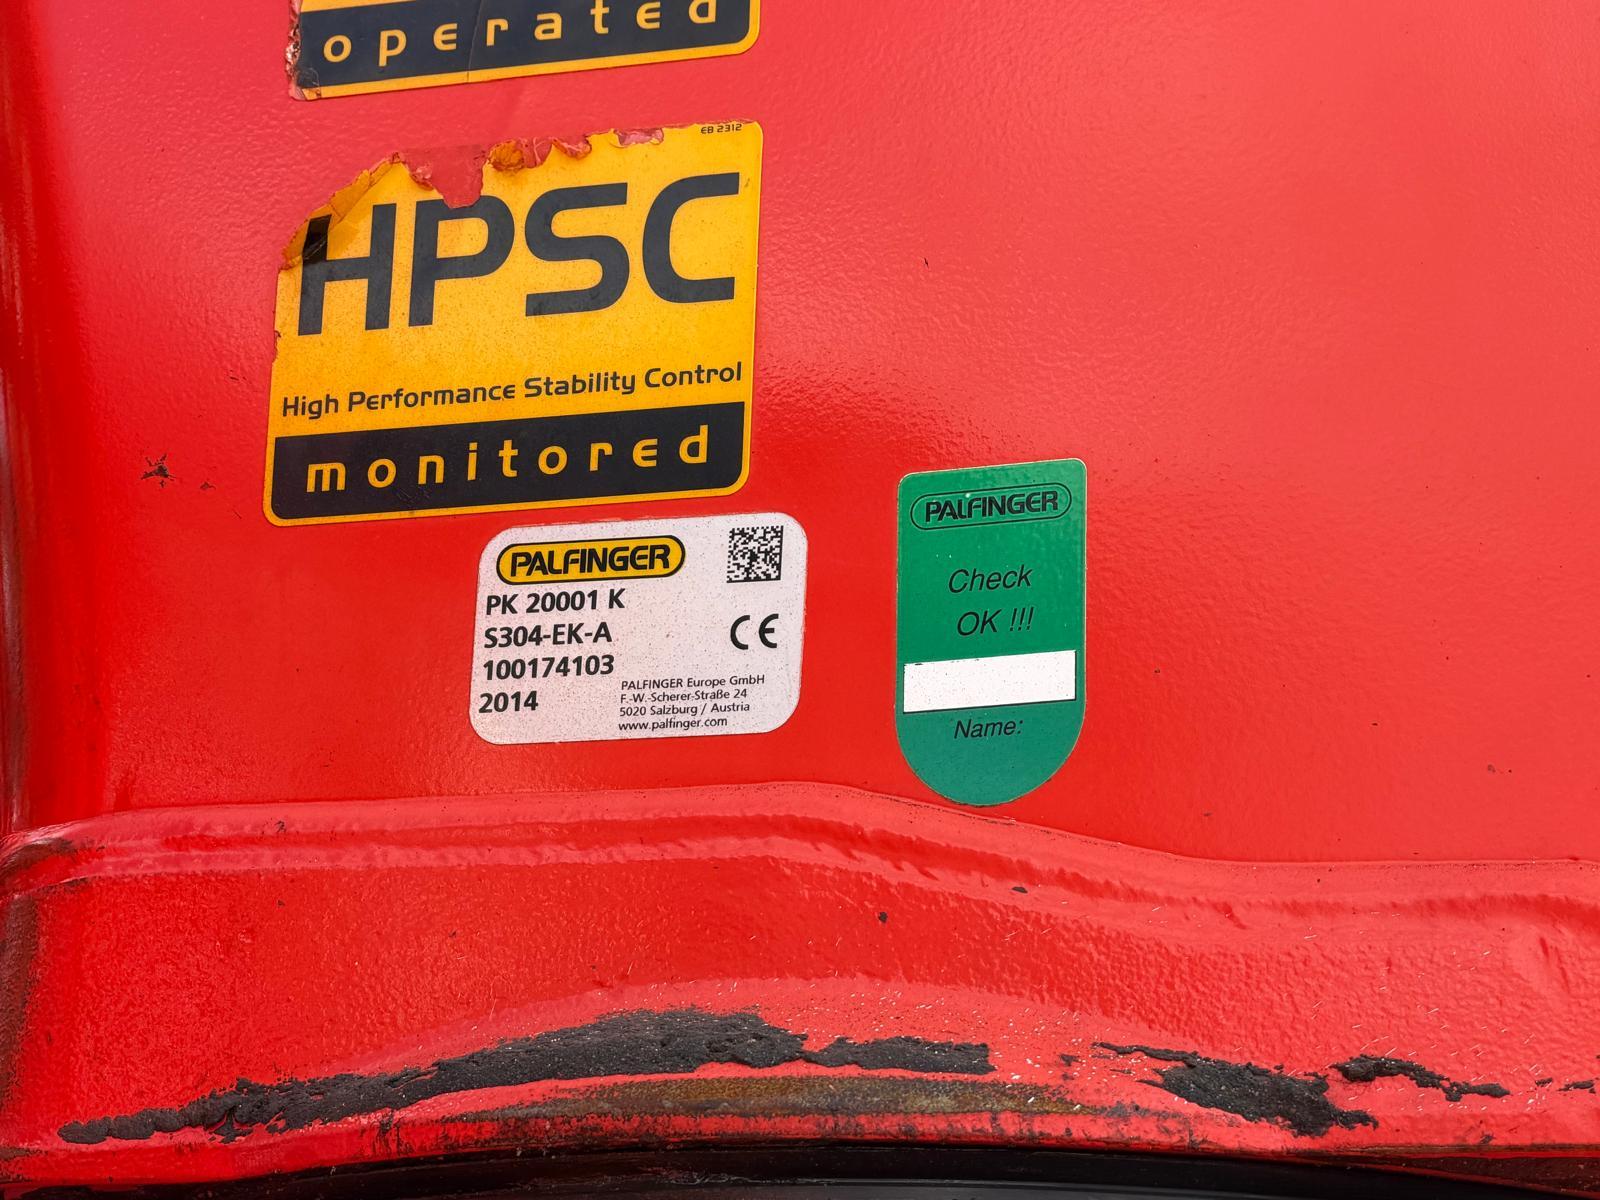 operated
EB 2312
HPSC
High Performance Stability Control
monitored
PALFINGER
PK 20001 K
S304-EK-A
100174103
2014
PALFINGER Europe GmbH
F.-W.-Scherer-Straße 24
5020 Salzburg / Austria
www.palfinger.com
CE
PALFINGER
Check
OK !!!
Name: